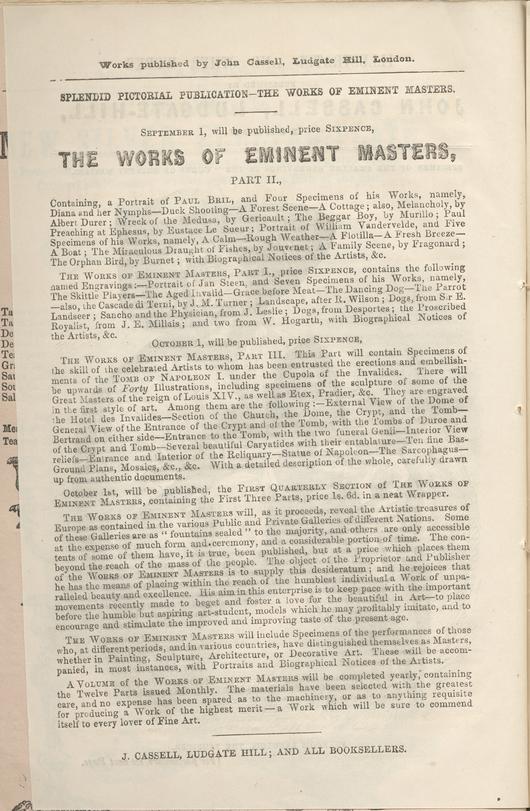 Works published by John Cassell, Ludgate Hill, London.
SPLENDID PICTORIAL PUBLICATION—THE WORKS OF EMINENT MASTERS.
SEPTEMBER 1, will be published, price SIXPENCE,
THE WORKS OF EMINENT MASTERS,
PART II.,
Containing, a Portrait of PAUL BRIL, and Four Specimens of his Works, namely,
Diana and her Nymphs—Duck Shooting—A Forest Scene—A Cottage; also, Melancholy, by
Albert Durer; Wreck of the Medusa, by Gericault; The Beggar Boy, by Murillo; Paul
Preaching at Ephesus, by Eustace Le Sueur; Portrait of William Vandervelde, and Five
Specimens of his Works, namely, A Calm—Rough Weather—A Flotilla—A Fresh Breeze—
A Boat; The Miraculous Draught of Fishes, by Jouvenet; A Family Scene, by Fragonard;
The Orphan Bird, by Burnet; with Biographical Notices of the Artists, &c.
THE WORKS OF EMINENT MASTERS, PART I., price SIXPENCE, contains the following
named Engravings:—Portrait of Jan Steen, and Seven Specimens of his Works, namely,
The Skittle Players—The Aged Invalid—Grace before Meat—The Dancing Dog—The Parrot
—also, the Cascade di Terni, by J. M. Turner; Landscape, after R. Wilson; Dogs, from Sir E.
Landseer; Sancho and the Physician, from J. Leslie; Dogs, from Desportes; the Proscribed
Royalist, from J. E. Millais; and two from W. Hogarth, with Biographical Notices of
the Artists, &c.
OCTOBER 1, will be published, price SIXPENCE,
THE WORKS OF EMINENT MASTERS, PART III. This Part will contain Specimens of
the skill of the celebrated Artists to whom has been entrusted the erections and embellish-
ments of the TOMB OF NAPOLEON I. under the Cupola of the Invalides. There will
be upwards of Forty Illustrations, including specimens of the sculpture of some of the
Great Masters of the reign of Louis XIV., as well as Etex, Pradier, &c. They are engraved
in the first style of art. Among them are the following:—External View of the Dome of
the Hotel des Invalides—Section of the Church, the Dome, the Crypt, and the Tomb—
General View of the Entrance of the Crypt and of the Tomb, with the Tombs of Duroc and
Bertrand on either side—Entrance to the Tomb, with the two funeral Genii—Interior View
of the Crypt and Tomb—Several beautiful Caryatides with their entablature—Ten fine Bas-
reliefs—Entrance and Interior of the Reliquary—Statue of Napoleon—The Sarcophagus—
Ground Plans, Mosaics, &c., &c. With a detailed description of the whole, carefully drawn
up from authentic documents.
October 1st, will be published, the FIRST QUARTERLY SECTION OF THE WORKS OF
EMINENT MASTERS, containing the First Three Parts, price 1s. 6d. in a neat Wrapper.
THE WORKS OF EMINENT MASTERS will, as it proceeds, reveal the Artistic treasures of
Europe as contained in the various Public and Private Galleries of different Nations. Some
of these Galleries are as "fountains sealed" to the majority, and others are only accessible
at the expense of much form and ceremony, and a considerable portion of time. The con-
tents of some of them have, it is true, been published, but at a price which places them
beyond the reach of the mass of the people. The object of the Proprietor and Publisher
of the WORKS OF EMINENT MASTERS is to supply this desideratum; and he rejoices that
he has the means of placing within the reach of the humblest individual a Work of unpa-
ralleled beauty and excellence. His aim in this enterprise is to keep pace with the important
movements recently made to beget and foster a love for the beautiful in Art—to place
before the humble but aspiring art-student, models which he may profitably imitate, and to
encourage and stimulate the improved and improving taste of the present age.
THE WORKS OF EMINENT MASTERS will include Specimens of the performances of those
who, at different periods, and in various countries, have distinguished themselves as Masters,
whether in Painting, Sculpture, Architecture, or Decorative Art. These will be accom-
panied, in most instances, with Portraits and Biographical Notices of the Artists.
A VOLUME of the WORKS OF EMINENT MASTERS will be completed yearly, containing
the Twelve Parts issued Monthly. The materials have been selected with the greatest
care, and no expense has been spared as to the machinery, or as to anything requisite
for producing a Work of the highest merit—a Work which will be sure to commend
itself to every lover of Fine Art.
J. CASSELL, LUDGATE HILL; AND ALL BOOKSELLERS.